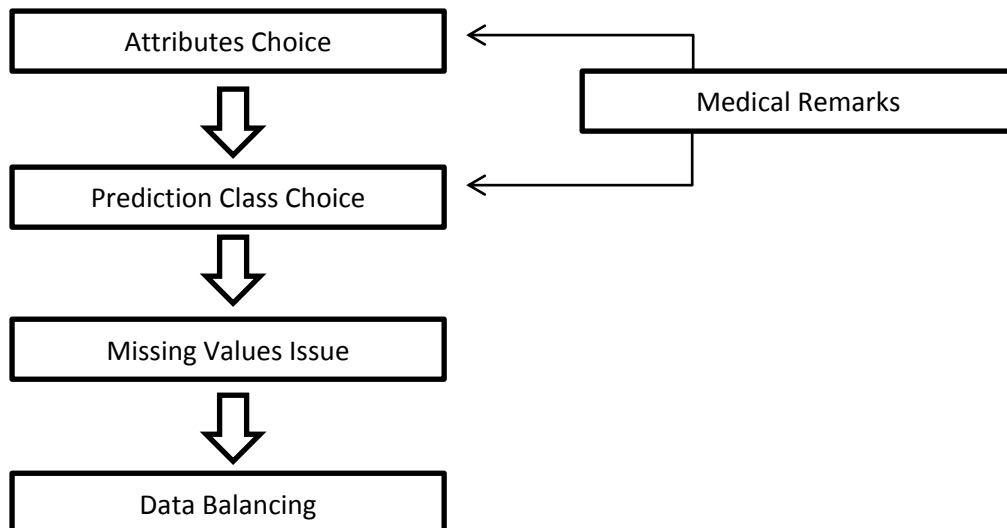 Attributes Choice
Medical Remarks
Prediction Class Choice
Missing Values Issue
Data Balancing